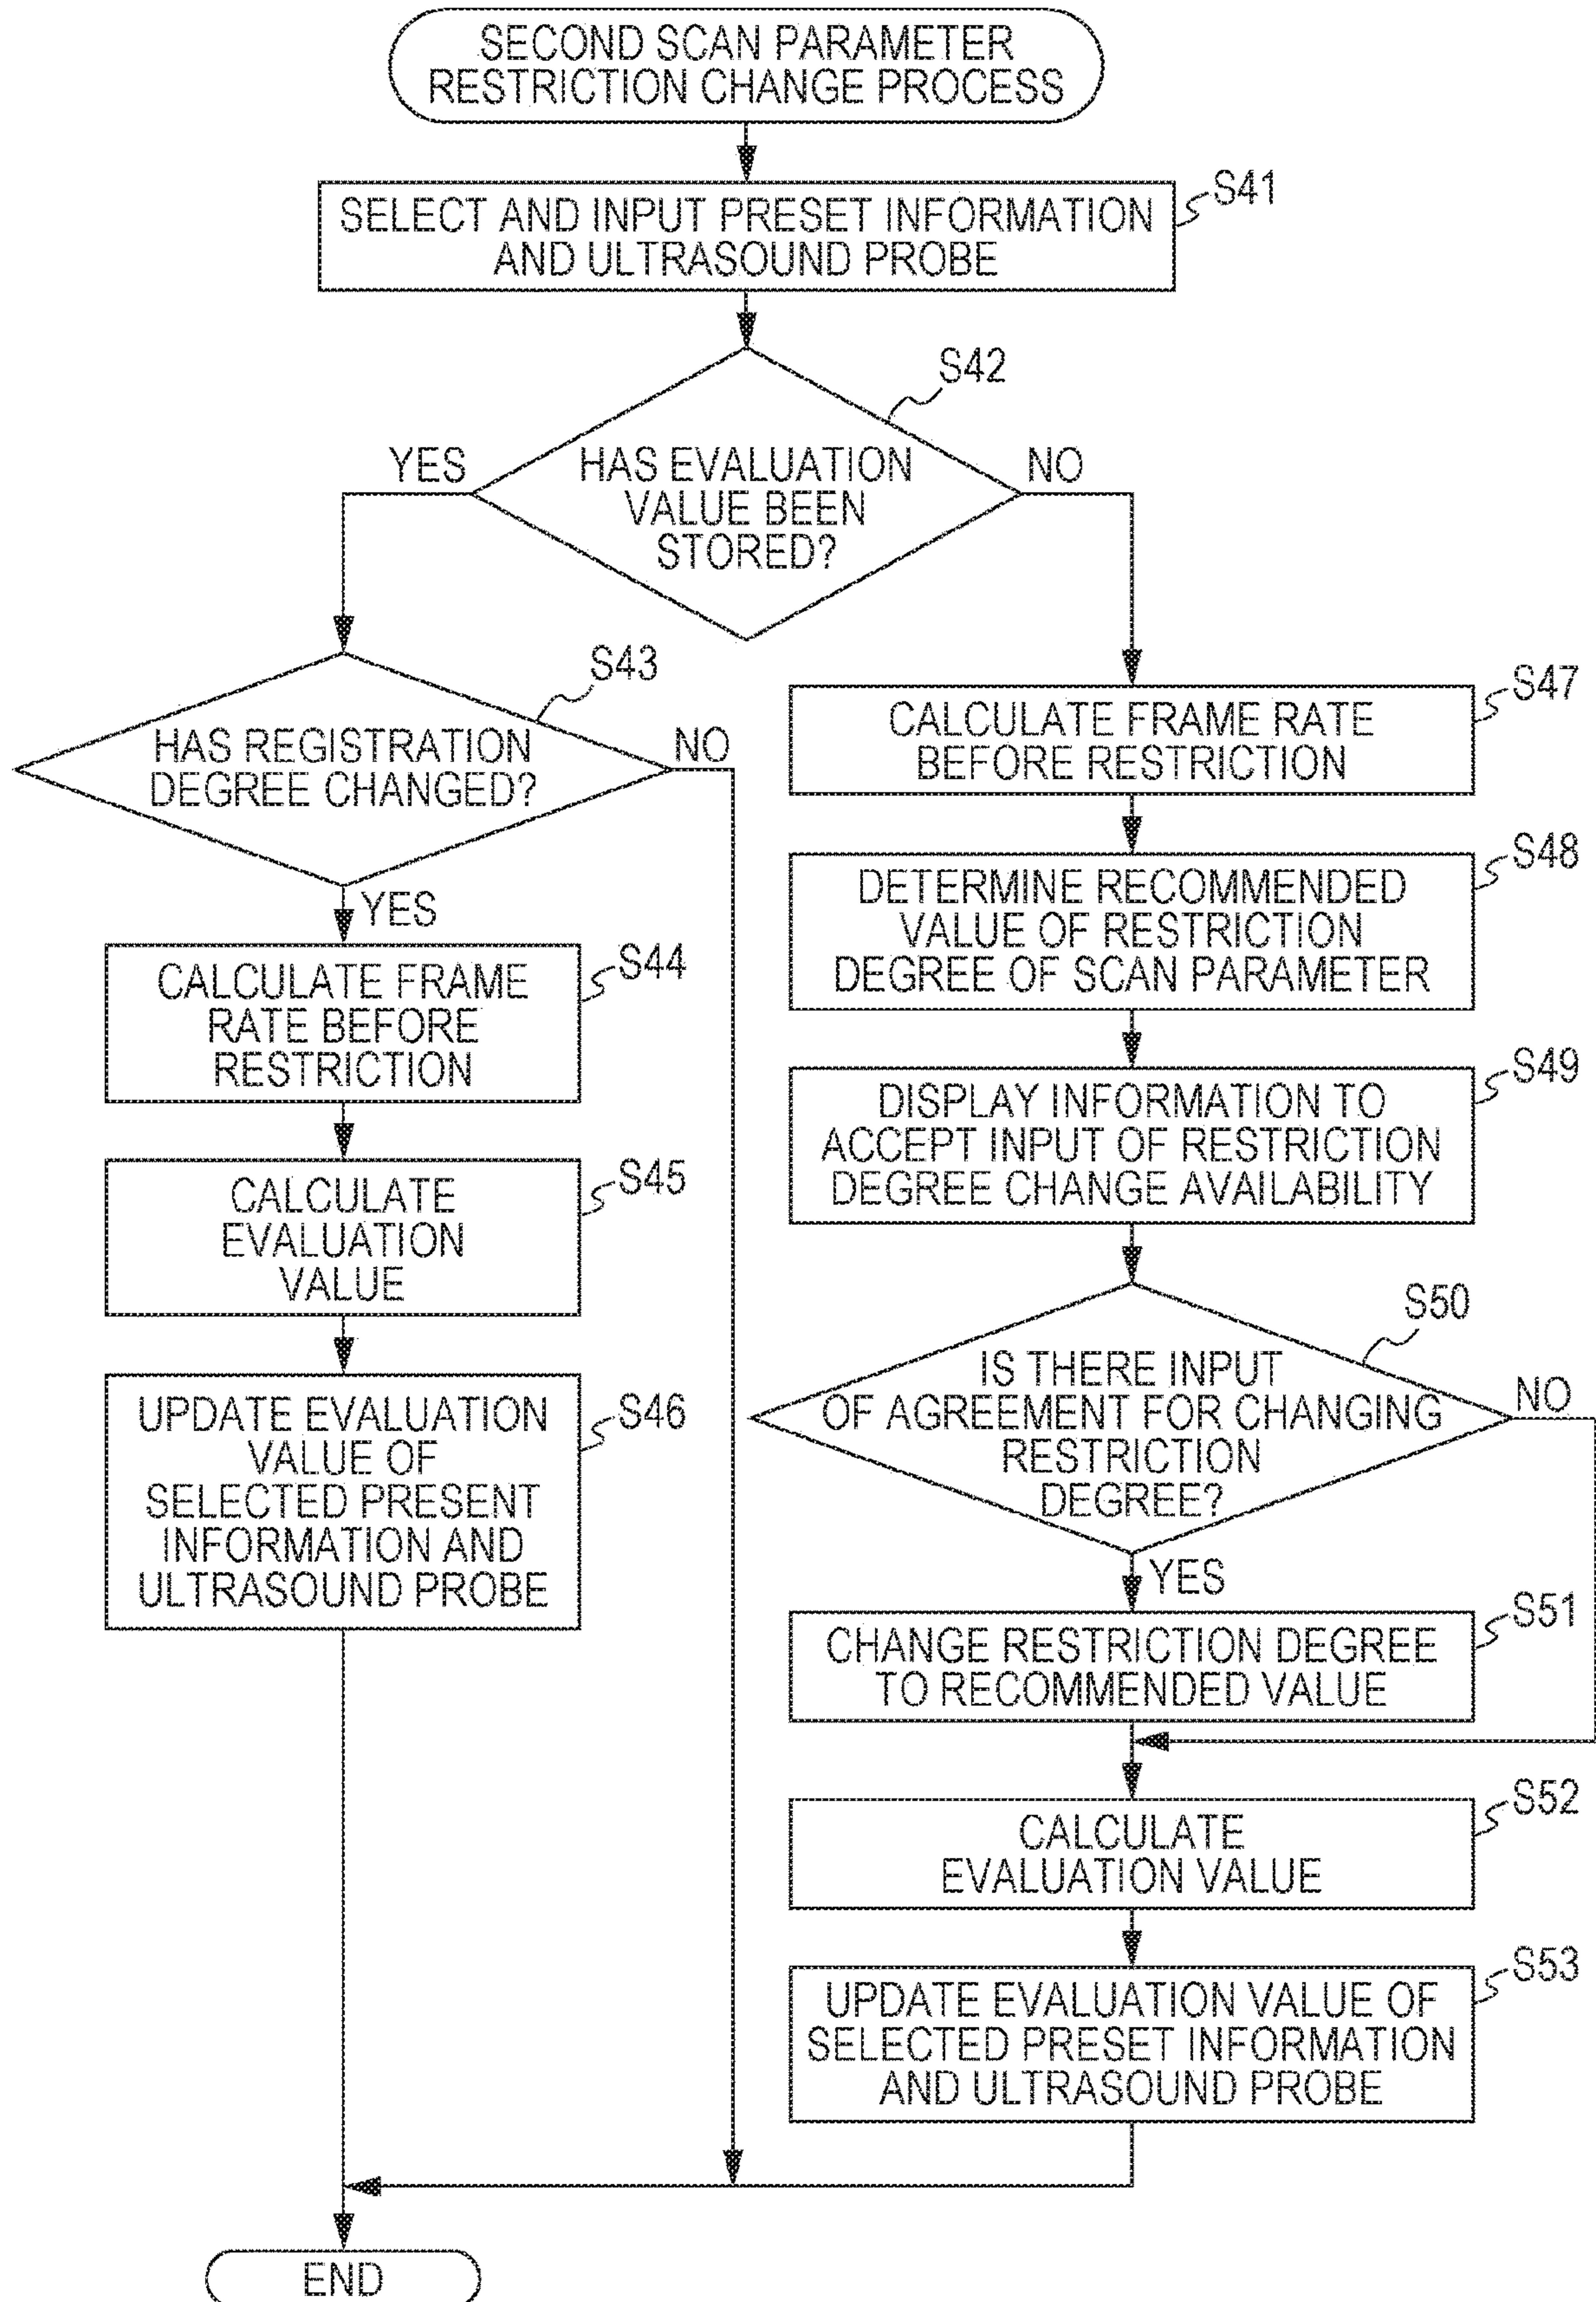 SECOND SCAN PARAMETER
RESTRICTION CHANGE PROCESS
S41
SELECT AND INPUT PRESET INFORMATION
AND ULTRASOUND PROBE
S42
YES
HAS EVALUATION
VALUE BEEN
STORED?
NO
S43
HAS REGISTRATION
DEGREE CHANGED?
NO
YES
S44
CALCULATE FRAME
RATE BEFORE
RESTRICTION
S45
CALCULATE
EVALUATION
VALUE
S46
UPDATE EVALUATION
VALUE OF
SELECTED PRESENT
INFORMATION AND
ULTRASOUND PROBE
S47
CALCULATE FRAME RATE
BEFORE RESTRICTION
S48
DETERMINE RECOMMENDED
VALUE OF RESTRICTION
DEGREE OF SCAN PARAMETER
S49
DISPLAY INFORMATION TO
ACCEPT INPUT OF RESTRICTION
DEGREE CHANGE AVAILABILITY
S50
IS THERE INPUT
OF AGREEMENT FOR CHANGING
RESTRICTION
DEGREE?
NO
YES
S51
CHANGE RESTRICTION DEGREE
TO RECOMMENDED VALUE
S52
CALCULATE
EVALUATION VALUE
S53
UPDATE EVALUATION VALUE OF
SELECTED PRESET INFORMATION
AND ULTRASOUND PROBE
END